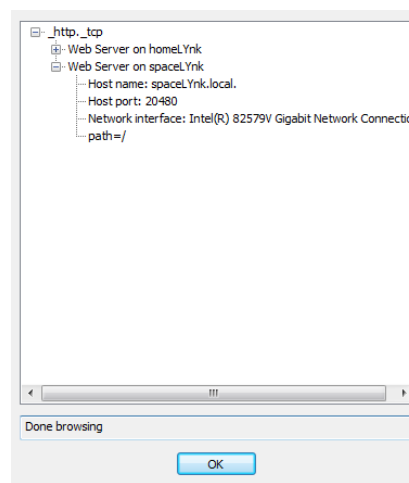 _http._tcp
Web Server on homeLYnk
Web Server on spaceLYnk
Host name: spaceLYnk.local.
Host port: 20480
Network interface: Intel(R) 82579V Gigabit Network Connectio
path=/
Done browsing
OK